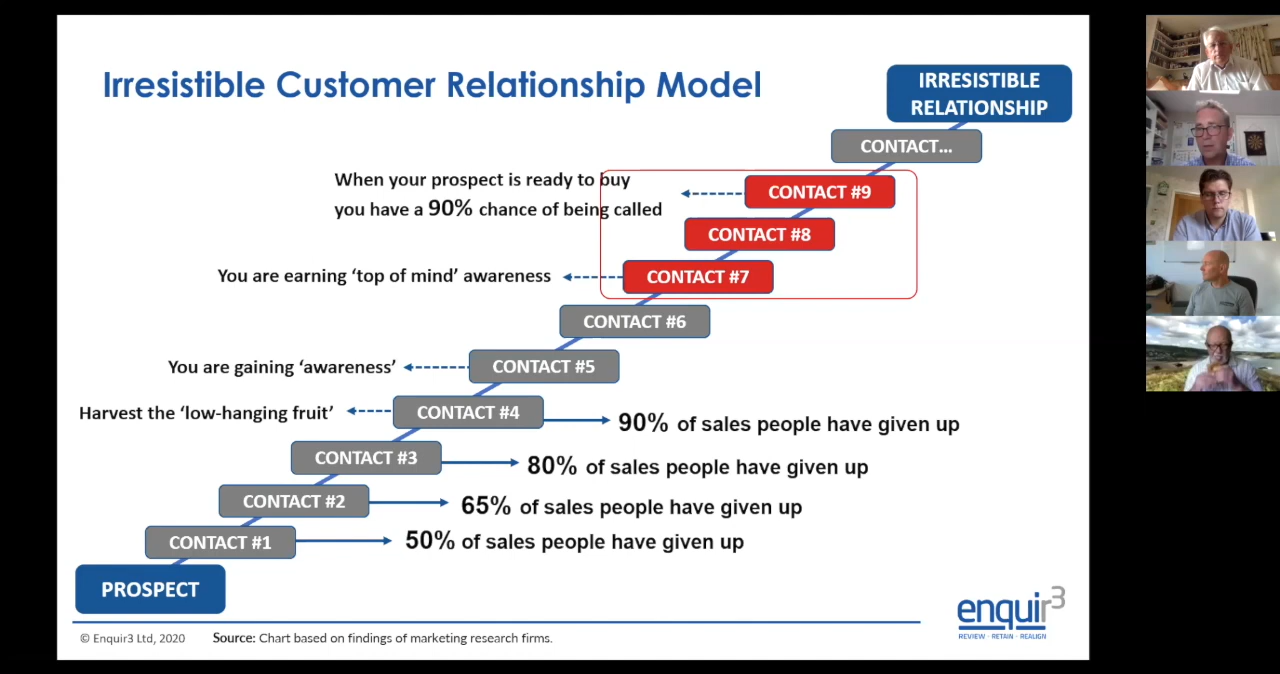 Irresistible Customer Relationship Model
IRRESISTIBLE
RELATIONSHIP
CONTACT...
When your prospect is ready to buy
you have a 90% chance of being called
CONTACT #9
CONTACT #8
You are earning ‘top of mind’ awareness
CONTACT #7
CONTACT #6
You are gaining ‘awareness’
CONTACT #5
Harvest the ‘low-hanging fruit’
CONTACT #4
90% of sales people have given up
CONTACT #3
80% of sales people have given up
CONTACT #2
65% of sales people have given up
CONTACT #1
50% of sales people have given up
PROSPECT
enquir3
REVIEW · RETAIN · REALIGN
© Enquir3 Ltd, 2020
Source: Chart based on findings of marketing research firms.